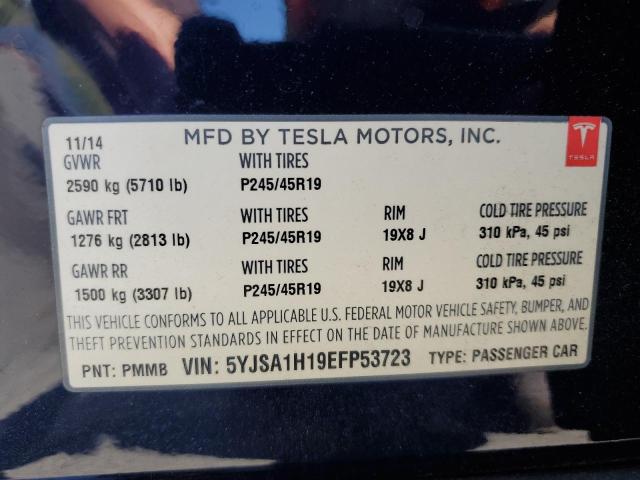 11/14 MFD BY TESLA MOTORS, INC.
TESLA
GVWR WITH TIRES
2590 kg (5710 lb) P245/45R19
GAWR FRT WITH TIRES RIM COLD TIRE PRESSURE
1276 kg (2813 lb) P245/45R19 19X8 J 310 kPa, 45 psi
GAWR RR WITH TIRES RIM COLD TIRE PRESSURE
1500 kg (3307 lb) P245/45R19 19X8 J 310 kPa, 45 psi
THIS VEHICLE CONFORMS TO ALL APPLICABLE U.S. FEDERAL MOTOR VEHICLE SAFETY, BUMPER, AND
THEFT PREVENTION STANDARDS IN EFFECT ON THE DATE OF MANUFACTURE SHOWN ABOVE.
PNT: PMMB VIN: 5YJSA1H19EFP53723 TYPE: PASSENGER CAR